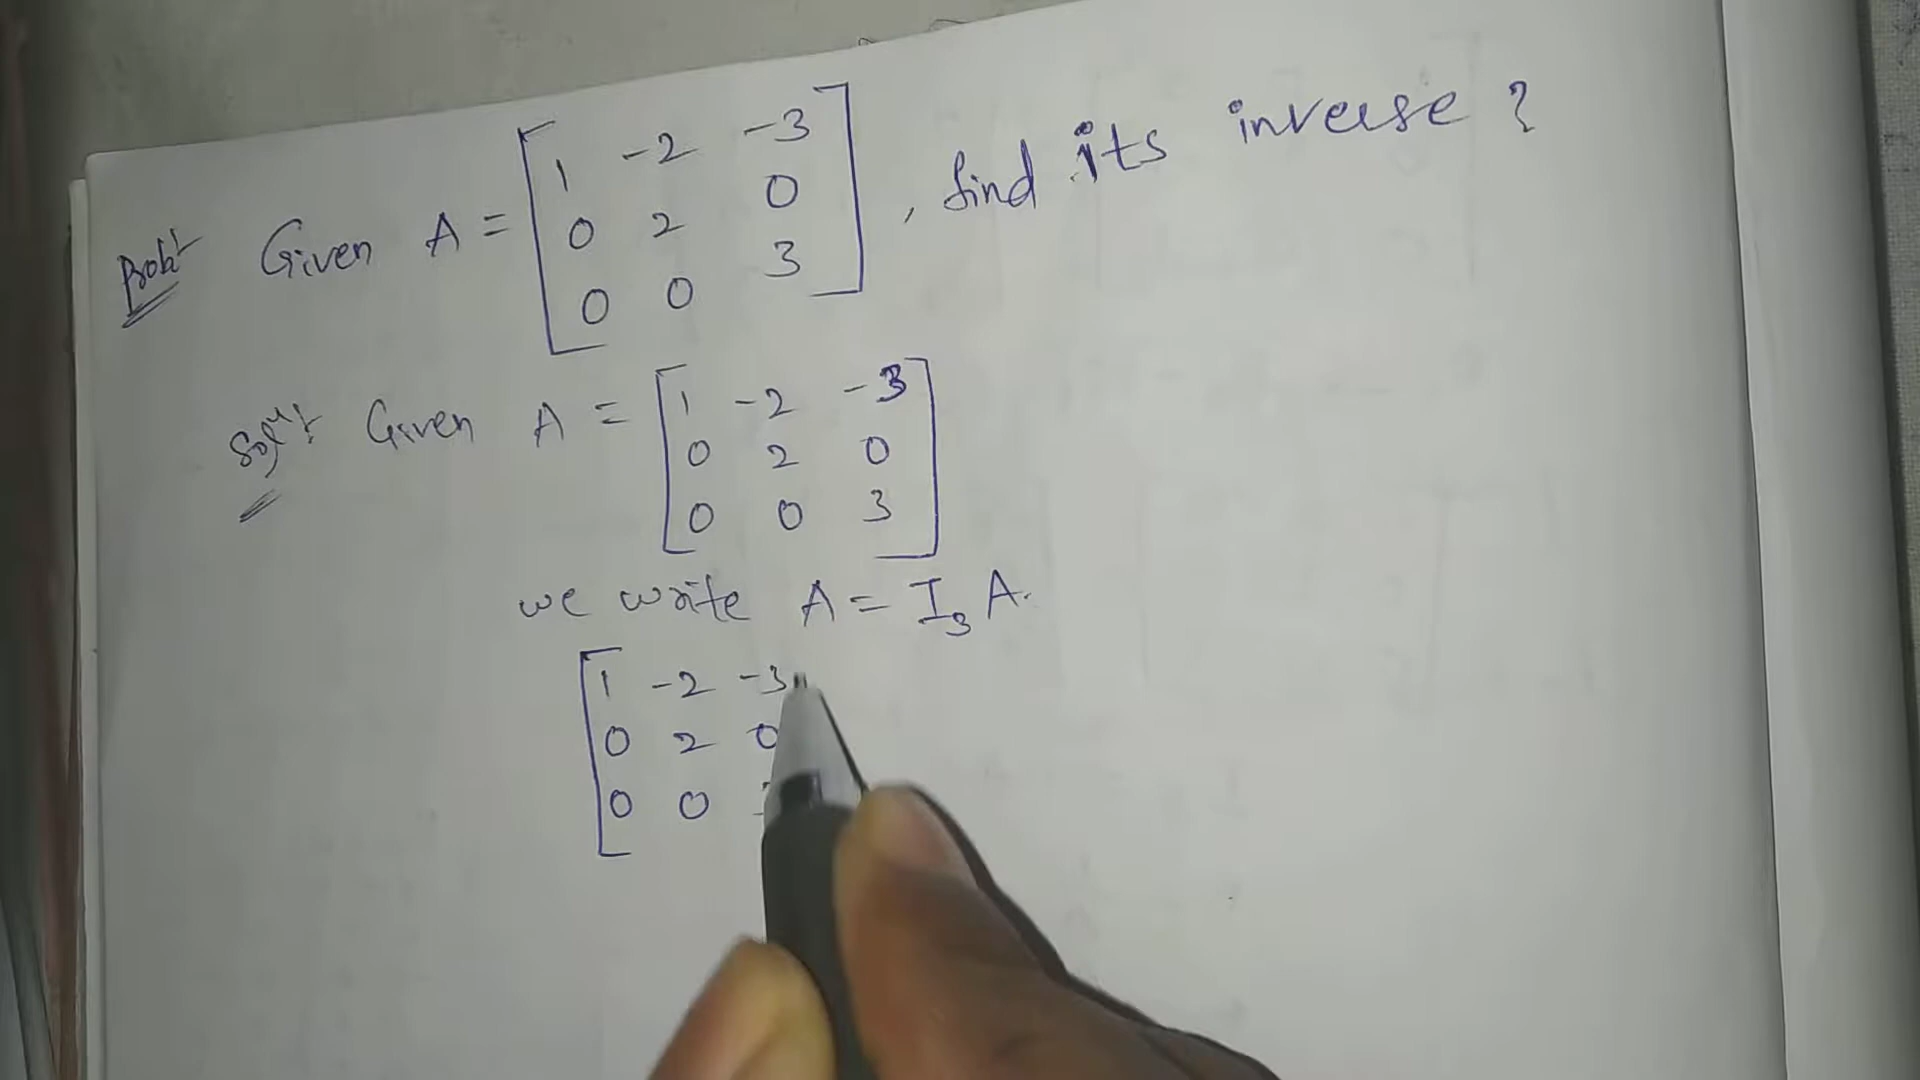 Prob:- Given A = [ 1 -2 -3 , find its inverse ?
0 2 0
0 0 3 ]
Sol^n:- Given A = [ 1 -2 -3
0 2 0
0 0 3 ]
we write A = I₃ A.
[ 1 -2 -3
0 2 0
0 0